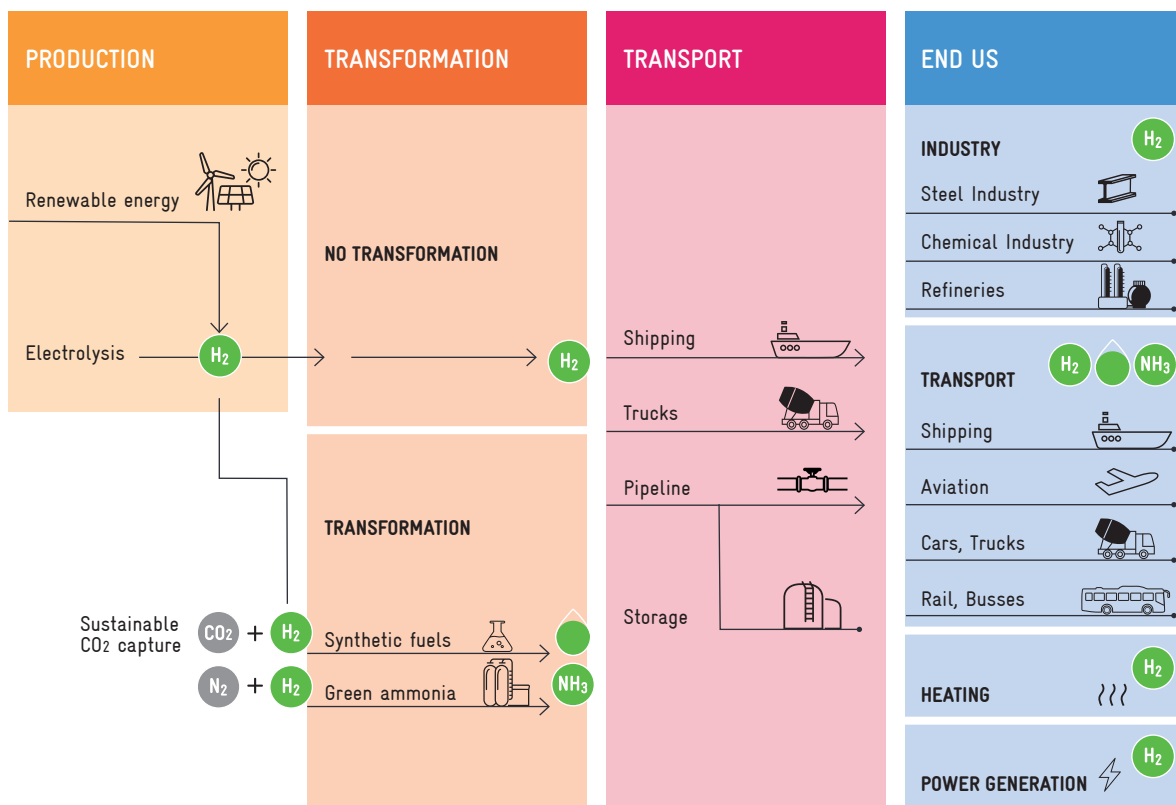 PRODUCTION
Renewable energy
Electrolysis
H2
Sustainable
CO2 capture
CO2 + H2
N2 + H2
TRANSFORMATION
NO TRANSFORMATION
H2
TRANSFORMATION
Synthetic fuels
Green ammonia
NH3
TRANSPORT
Shipping
Trucks
Pipeline
Storage
END US
INDUSTRY
H2
Steel Industry
Chemical Industry
Refineries
TRANSPORT
H2
NH3
Shipping
Aviation
Cars, Trucks
Rail, Busses
HEATING
H2
POWER GENERATION
H2